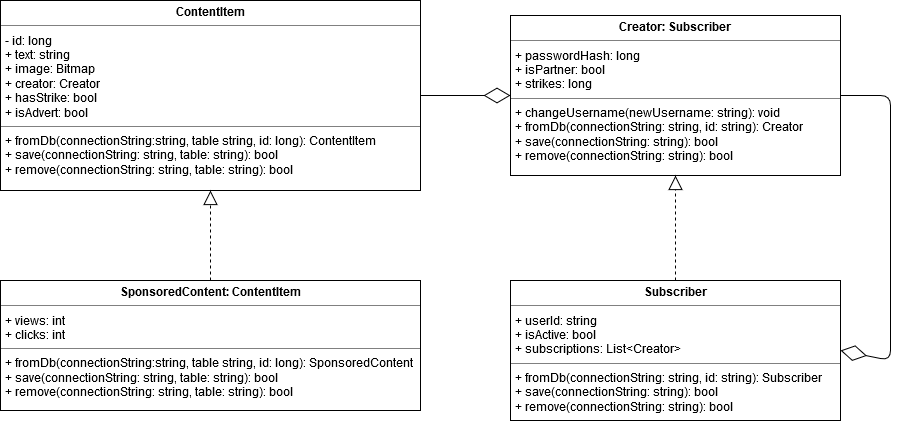 ContentItem
- id: long
+ text: string
+ image: Bitmap
+ creator: Creator
+ hasStrike: bool
+ isAdvert: bool
+ fromDb(connectionString:string, table string, id: long): ContentItem
+ save(connectionString: string, table: string): bool
+ remove(connectionString: string, table: string): bool
Creator: Subscriber
+ passwordHash: long
+ isPartner: bool
+ strikes: long
+ changeUsername(newUsername: string): void
+ fromDb(connectionString: string, id: string): Creator
+ save(connectionString: string): bool
+ remove(connectionString: string): bool
SponsoredContent: ContentItem
+ views: int
+ clicks: int
+ fromDb(connectionString:string, table string, id: long): SponsoredContent
+ save(connectionString: string, table: string): bool
+ remove(connectionString: string, table: string): bool
Subscriber
+ userId: string
+ isActive: bool
+ subscriptions: List<Creator>
+ fromDb(connectionString: string, id: string): Subscriber
+ save(connectionString: string): bool
+ remove(connectionString: string): bool